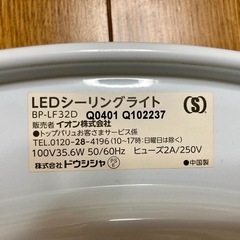 LEDシーリングライト
BP-LF32D Q0401 Q102237
販売者 イオン株式会社
●トップバリュお客さまサービス係
TEL.0120-28-4196(10~17時:日曜日は除く)
100V35.6W 50/60Hz ヒューズ2A/250V
株式会社 ドウシシャ ●中国製